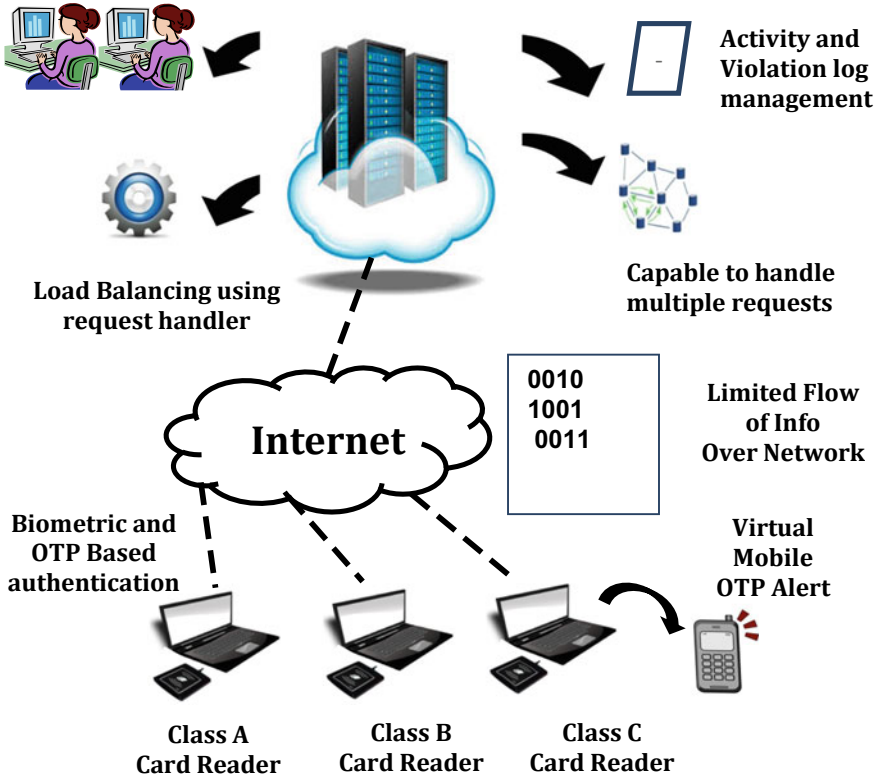 Activity and
Violation log
management
Load Balancing using
request handler
Capable to handle
multiple requests
Internet
0010
1001
0011
Limited Flow
of Info
Over Network
Biometric and
OTP Based
authentication
Virtual
Mobile
OTP Alert
Class A
Card Reader
Class B
Card Reader
Class C
Card Reader